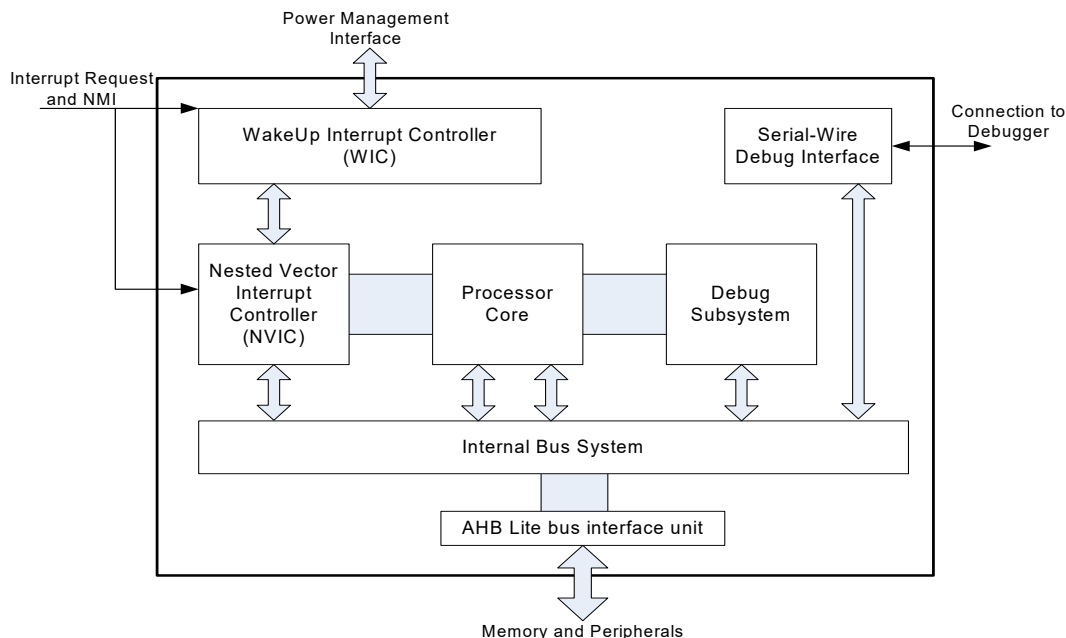 Power Management
Interface
Interrupt Request
and NMI
WakeUp Interrupt Controller
(WIC)
Serial-Wire
Debug Interface
Connection to
Debugger
Nested Vector
Interrupt
Controller
(NVIC)
Processor
Core
Debug
Subsystem
Internal Bus System
AHB Lite bus interface unit
Memory and Peripherals